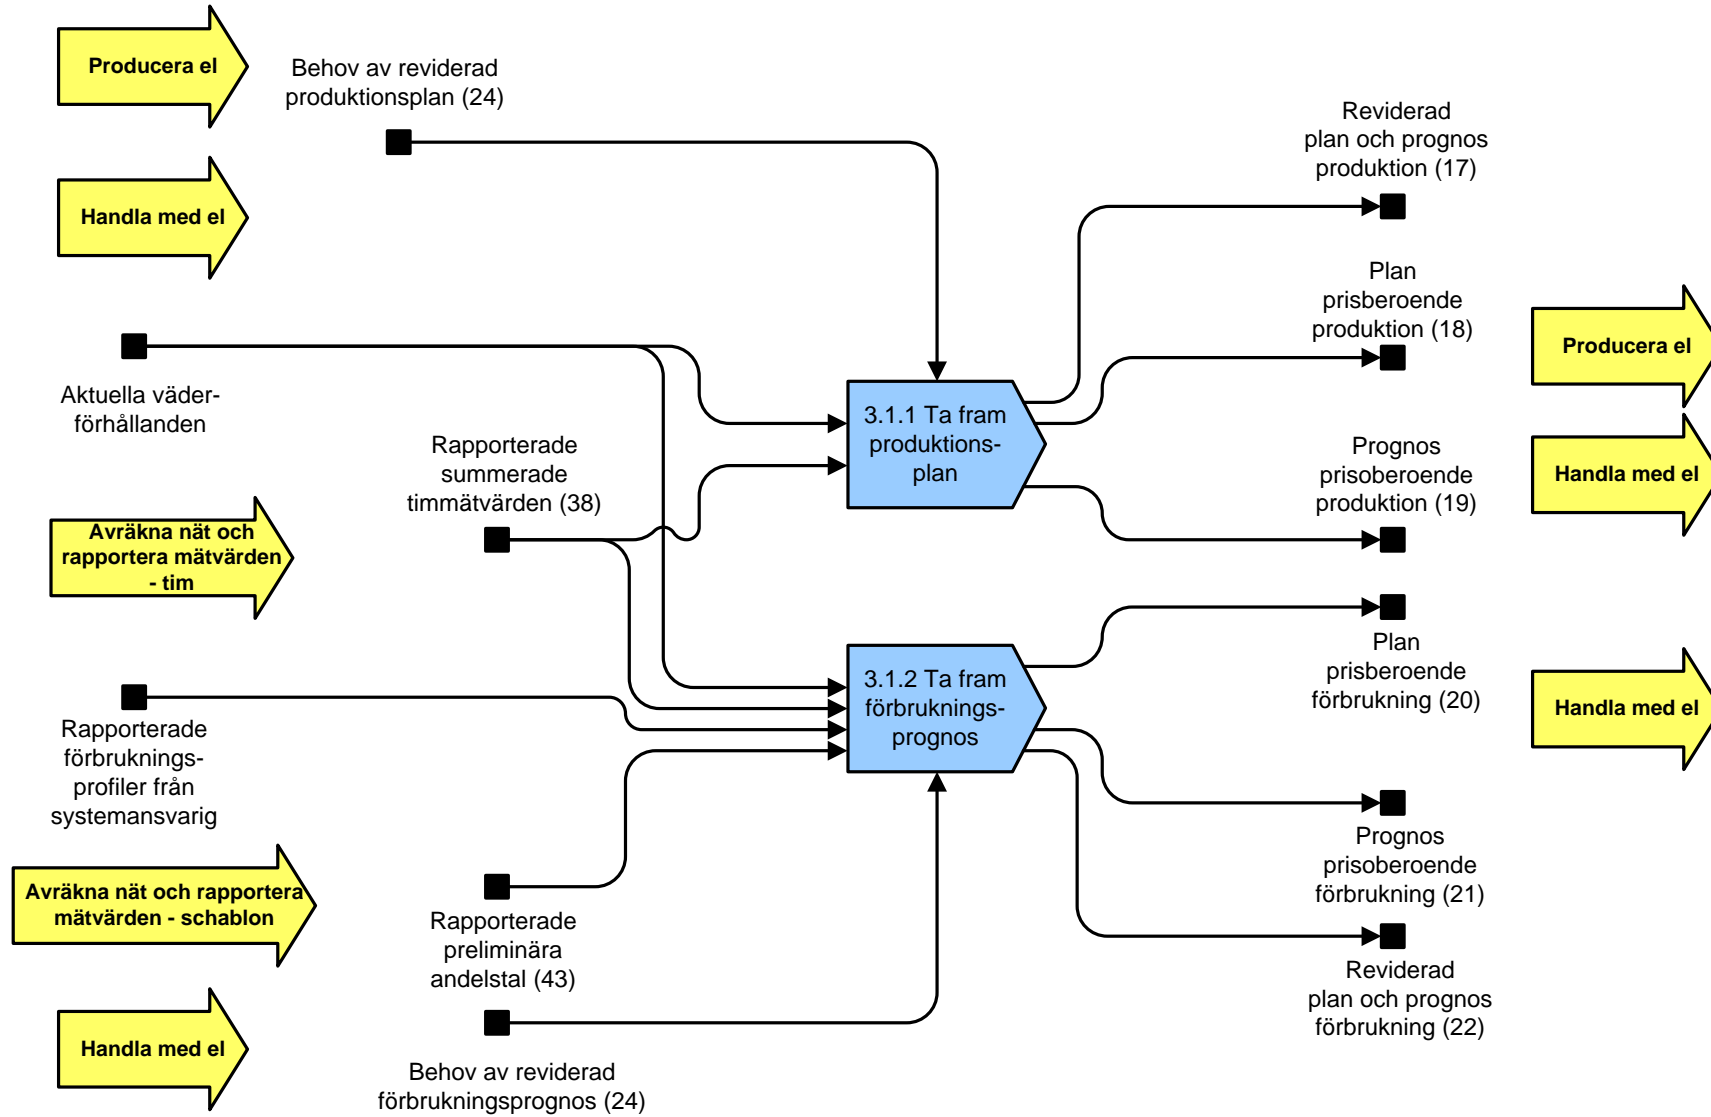 Producera el
Behov av reviderad
produktionsplan (24)
Handla med el
Aktuella väder-
förhållanden
Rapporterade
summerade
timmätvärden (38)
Avräkna nät och
rapportera mätvärden
- tim
Rapporterade
förbruknings-
profiler från
systemansvarig
Avräkna nät och rapportera
mätvärden - schablon
Rapporterade
preliminära
andelstal (43)
Handla med el
Behov av reviderad
förbrukningsprognos (24)
3.1.1 Ta fram
produktions-
plan
3.1.2 Ta fram
förbruknings-
prognos
Reviderad
plan och prognos
produktion (17)
Plan
prisberoende
produktion (18)
Prognos
prisoberoende
produktion (19)
Plan
prisberoende
förbrukning (20)
Prognos
prisoberoende
förbrukning (21)
Reviderad
plan och prognos
förbrukning (22)
Producera el
Handla med el
Handla med el